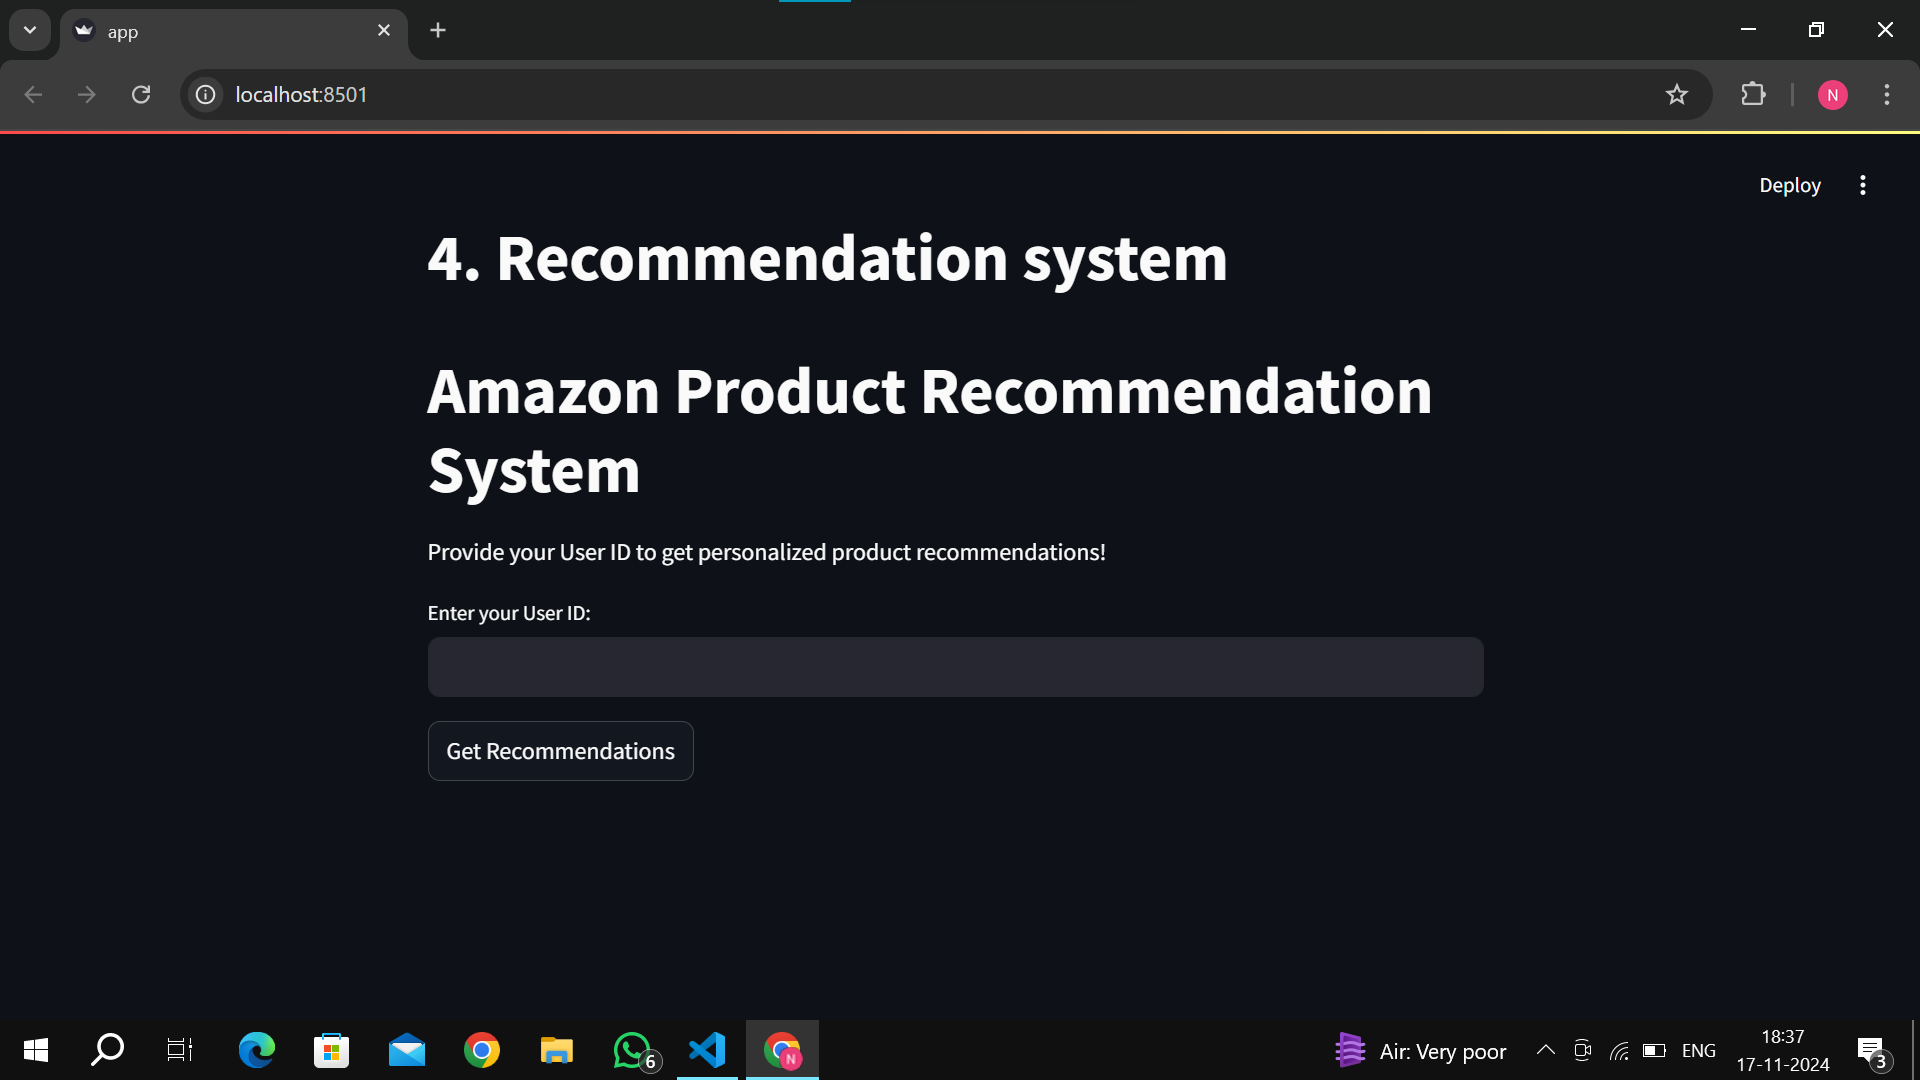 app
localhost:8501
N
Deploy
4. Recommendation system
Amazon Product Recommendation
System
Provide your User ID to get personalized product recommendations!
Enter your User ID:
Get Recommendations
6
N
Air: Very poor
ENG
18:37
17-11-2024
3